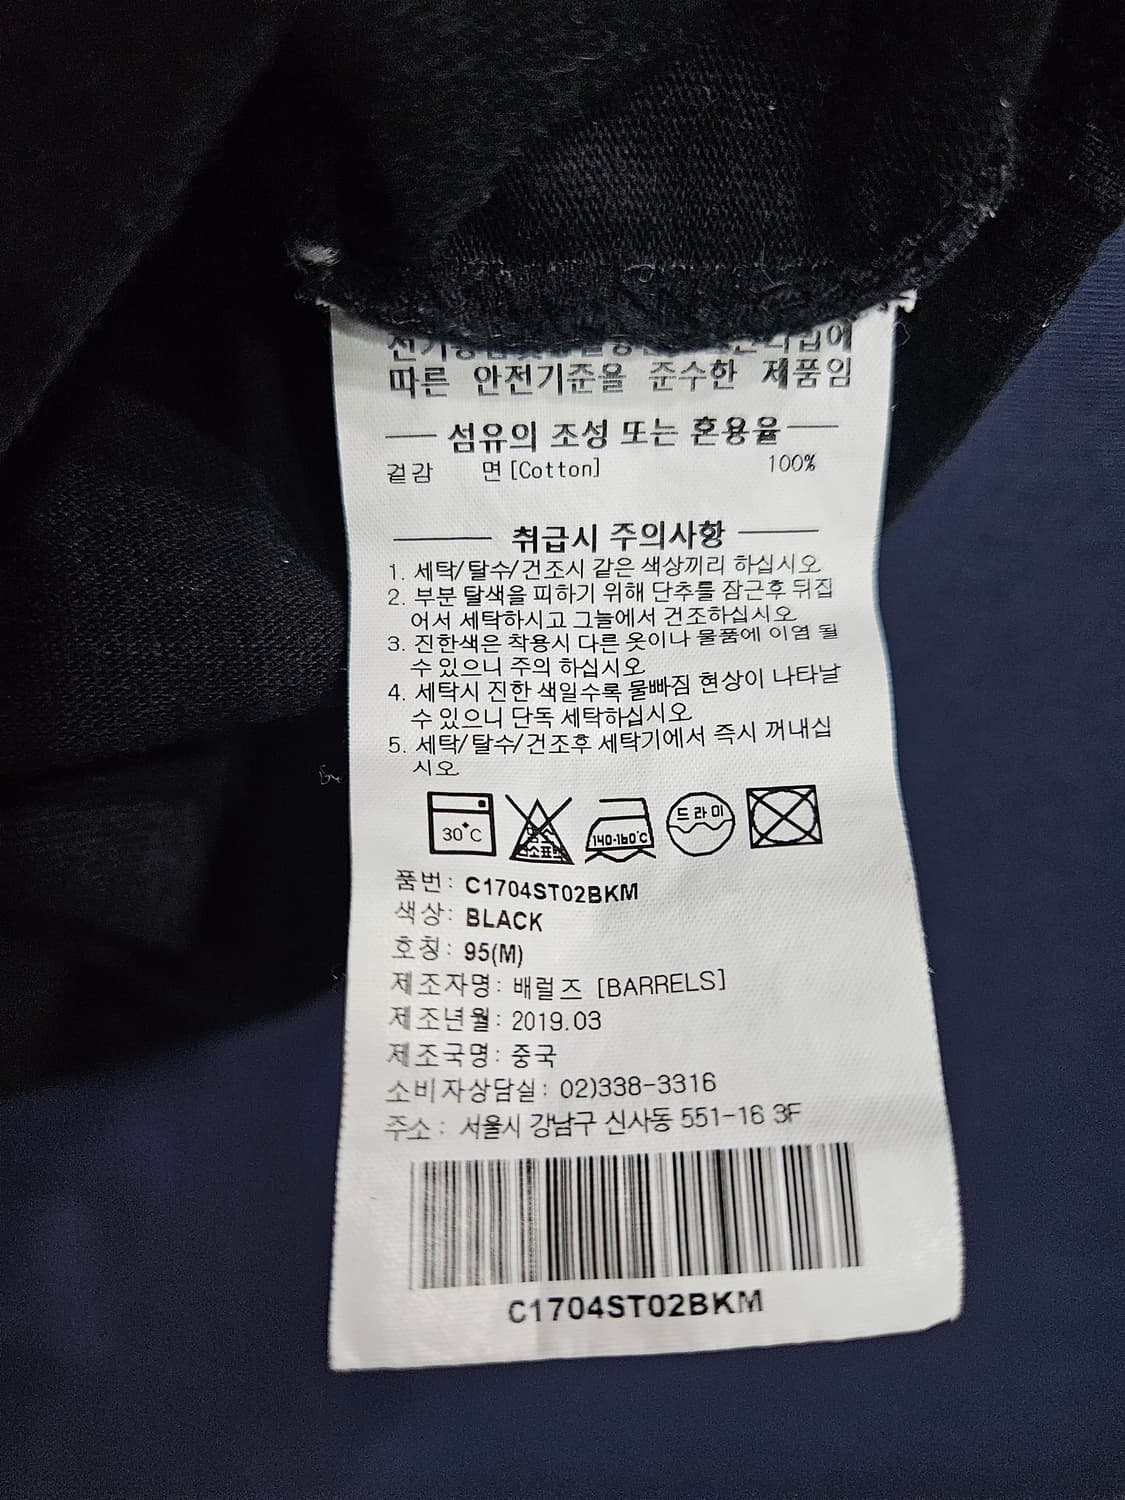 따른 안전기준을 준수한 제품임
섬유의 조성 또는 혼용율
겉감 면[Cotton] 100%
취급시 주의사항
1. 세탁/탈수/건조시 같은 색상끼리 하십시오
2. 부분 탈색을 피하기 위해 단추를 잠근후 뒤집
어서 세탁하시고 그늘에서 건조하십시오
3. 진한색은 착용시 다른 옷이나 물품에 이염 될
수 있으니 주의 하십시오
4. 세탁시 진한 색일수록 물빠짐 현상이 나타날
수 있으니 단독 세탁하십시오
5. 세탁/탈수/건조후 세탁기에서 즉시 꺼내십
시오
30°C 140-160°C 드라이
품번: C1704ST02BKM
색상: BLACK
호칭: 95(M)
제조자명: 배럴즈 [BARRELS]
제조년월: 2019.03
제조국명: 중국
소비자상담실: 02)338-3316
주소: 서울시 강남구 신사동 551-16 3F
C1704ST02BKM